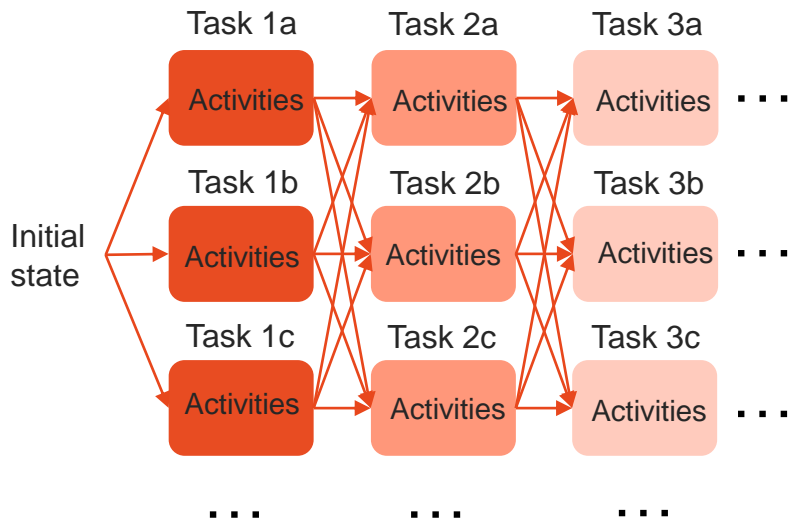 Task 1a
Task 2a
Task 3a
Activities
Activities
Activities
...
Task 1b
Task 2b
Task 3b
Initial
state
Activities
Activities
Activities
...
Task 1c
Task 2c
Task 3c
Activities
Activities
Activities
...
...
...
...